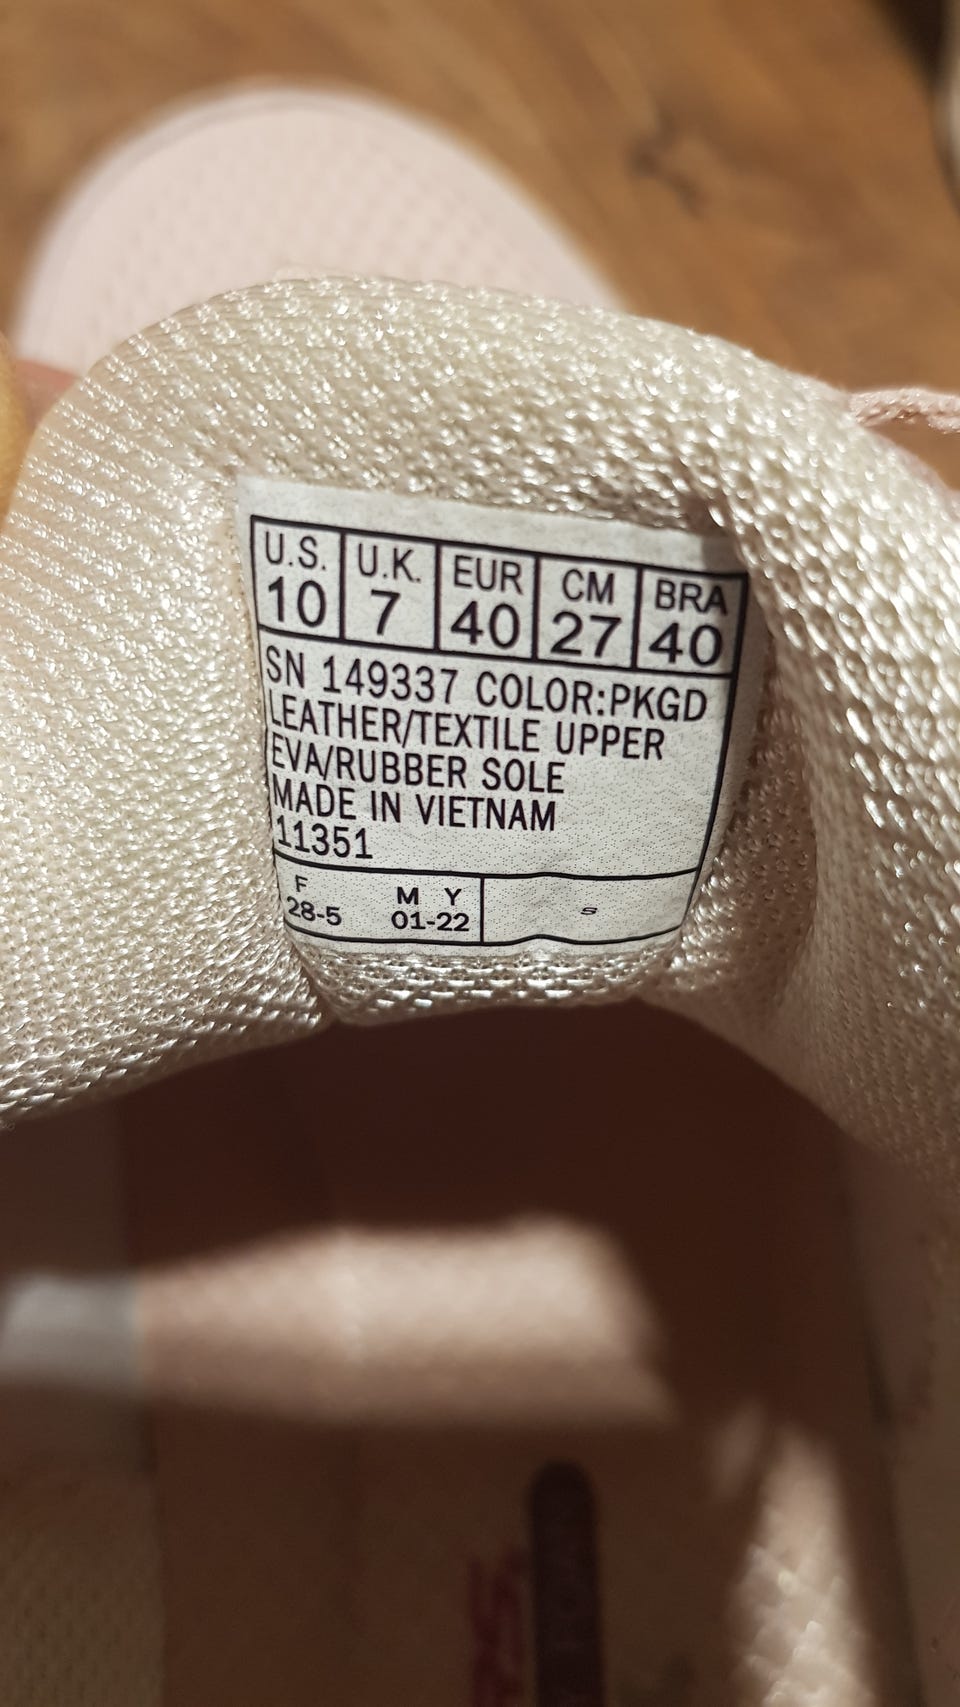 U.S. U.K. EUR CM BRA
10 7 40 27 40
SN 149337 COLOR:PKGD
LEATHER/TEXTILE UPPER
EVA/RUBBER SOLE
MADE IN VIETNAM
11351
F M Y
28-5 01-22 S